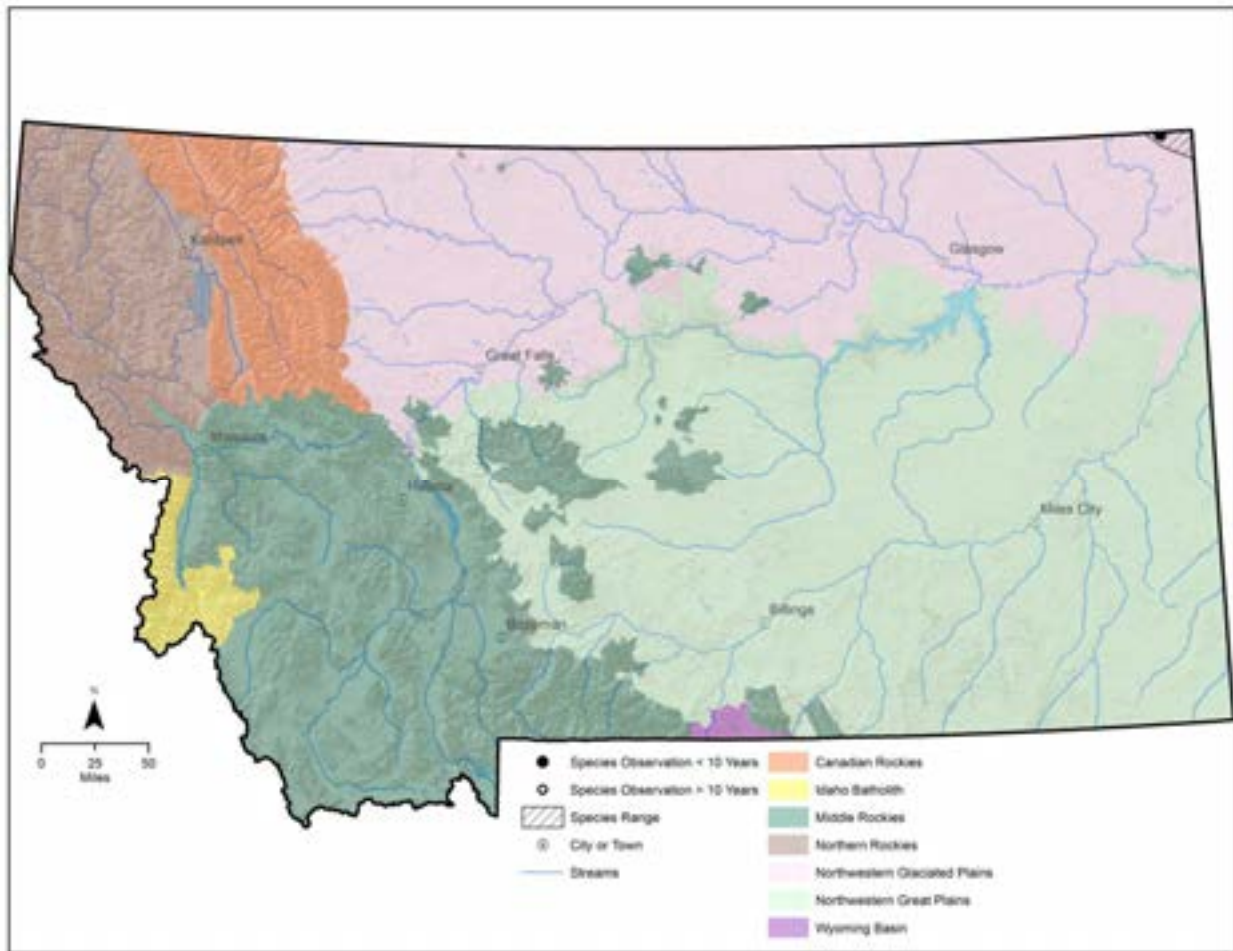 Kalispell
Glasgow
Great Falls
Missoula
Helena
Miles City
Billings
Bozeman
N
0 25 50
Miles
Species Observation < 10 Years
Species Observation > 10 Years
Species Range
City or Town
Streams
Canadian Rockies
Idaho Batholith
Middle Rockies
Northern Rockies
Northwestern Glaciated Plains
Northwestern Great Plains
Wyoming Basin